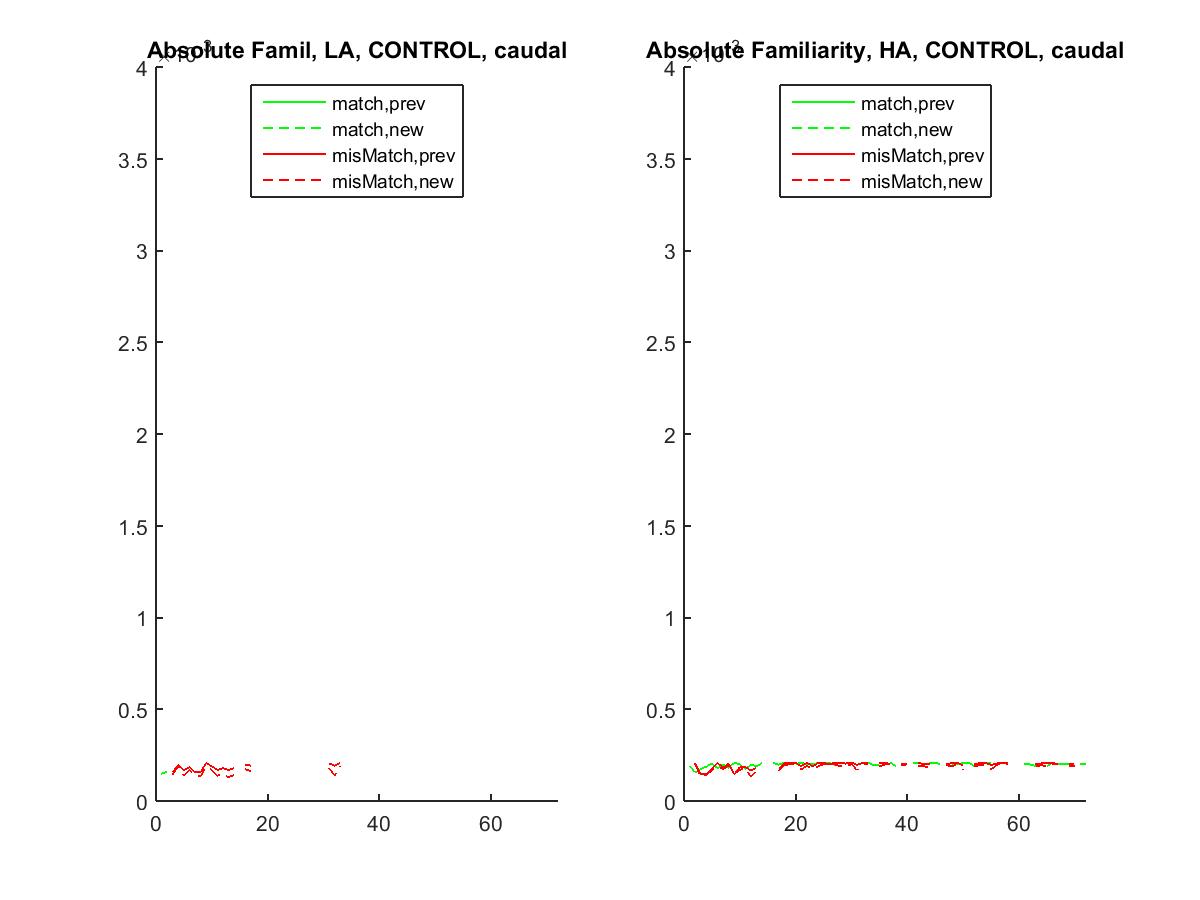 Absolute Famil, LA, CONTROL, caudal
4
3.5
3
2.5
2
1.5
1
0.5
0
0
20
40
60
match,prev
match,new
misMatch,prev
misMatch,new
Absolute Familiarity, HA, CONTROL, caudal
4
3.5
3
2.5
2
1.5
1
0.5
0
0
20
40
60
match,prev
match,new
misMatch,prev
misMatch,new